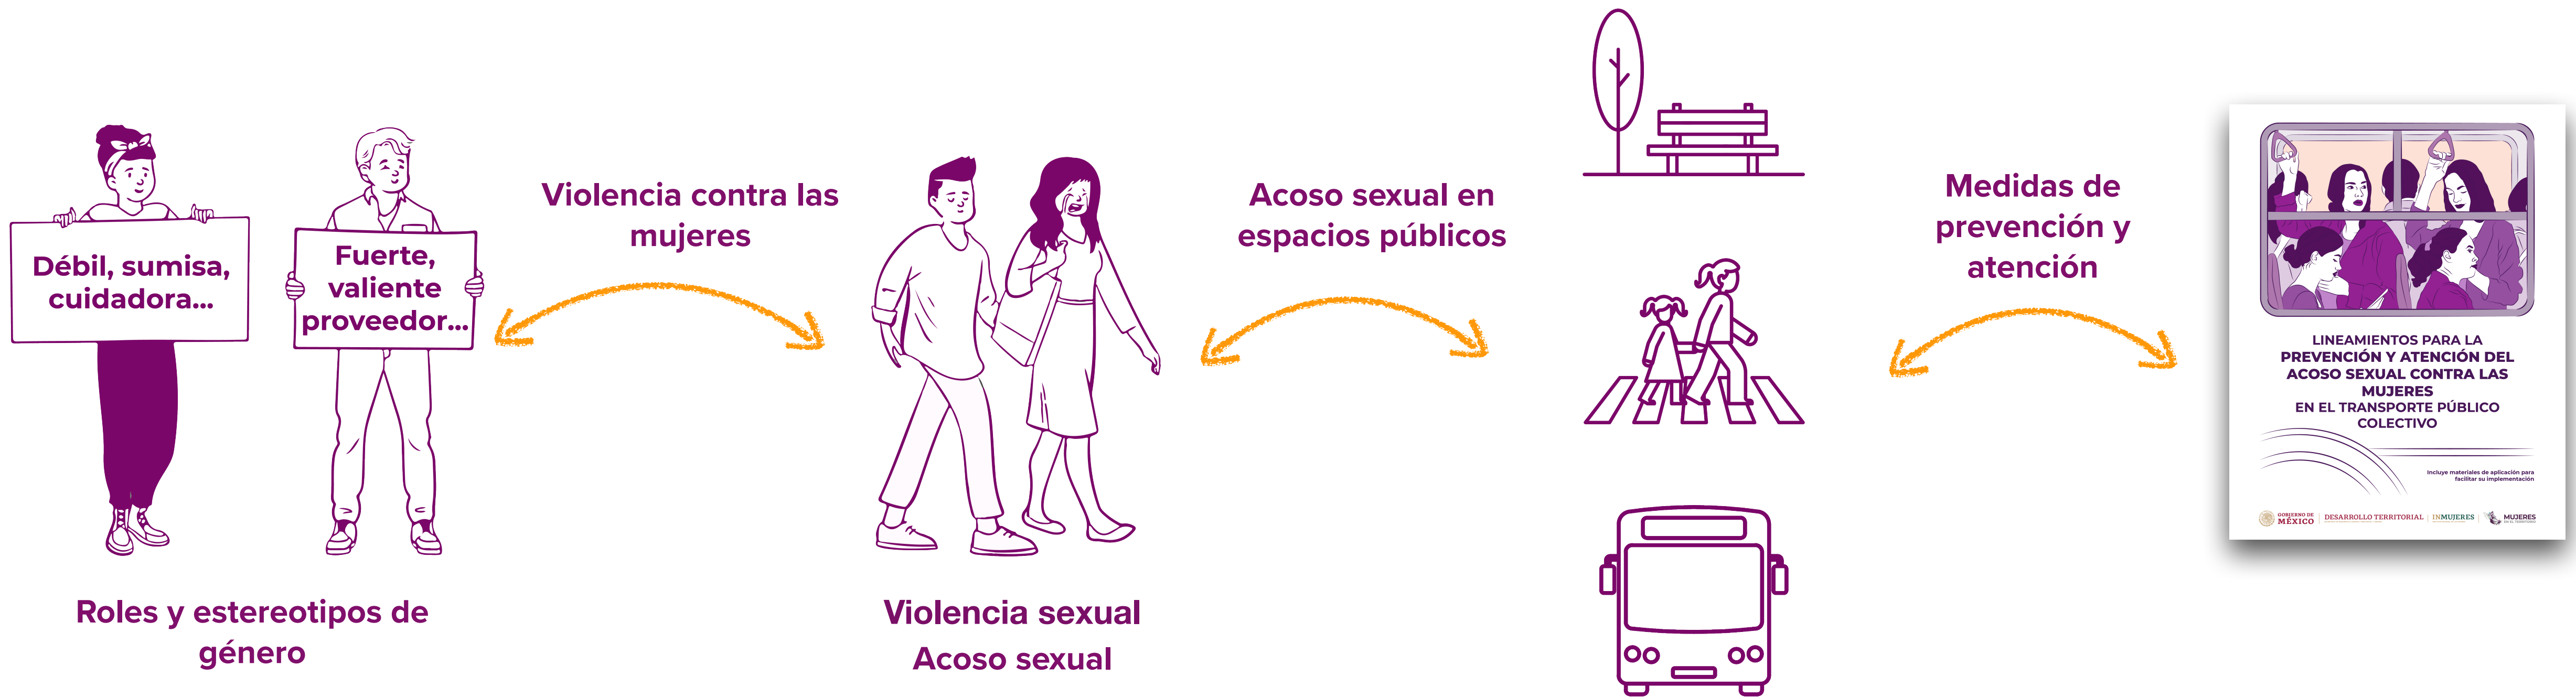 Débil, sumisa,
cuidadora...
Fuerte,
valiente
proveedor...
Roles y estereotipos de
género
Violencia contra las
mujeres
Violencia sexual
Acoso sexual
Acoso sexual en
espacios públicos
Medidas de
prevención y
atención
LINEAMIENTOS PARA LA
PREVENCIÓN Y ATENCIÓN DEL
ACOSO SEXUAL CONTRA LAS
MUJERES
EN EL TRANSPORTE PÚBLICO
COLECTIVO
Incluye materiales de aplicación para
facilitar su implementación
GOBIERNO DE
MÉXICO
DESARROLLO TERRITORIAL
INMUJERES
MUJERES